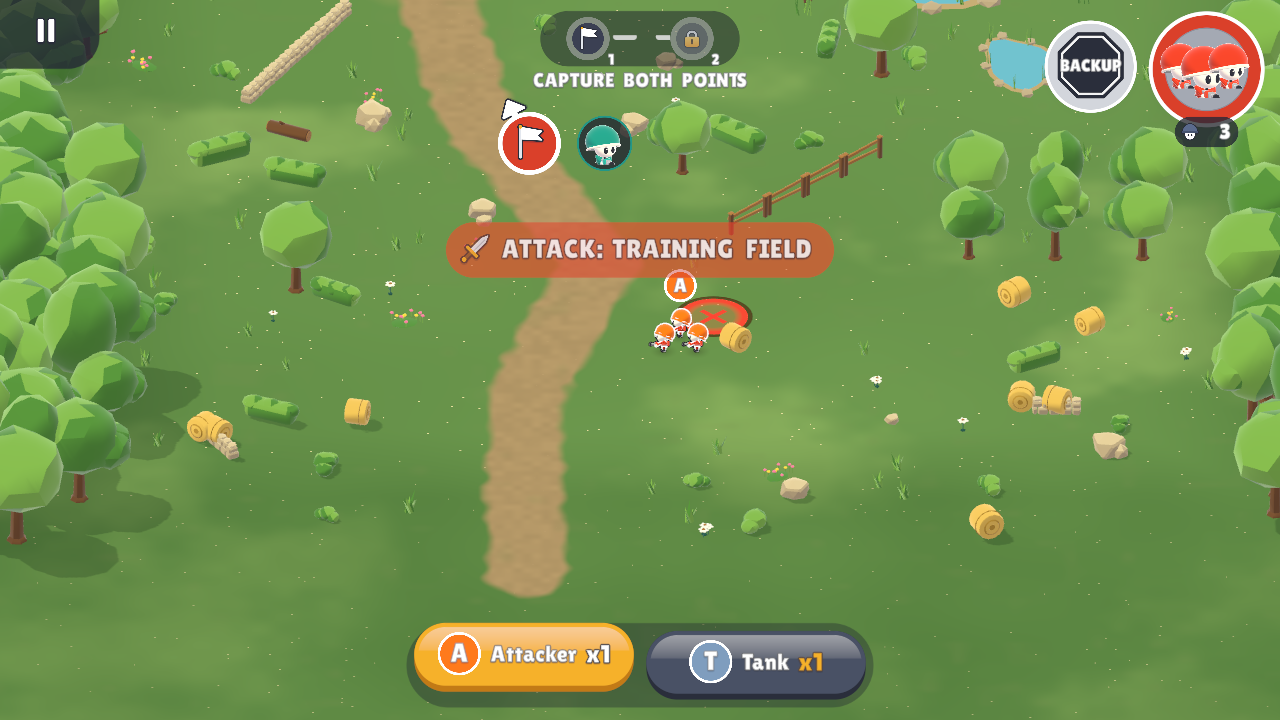 1
2
CAPTURE BOTH POINTS
BACKUP
3
ATTACK: TRAINING FIELD
A
A Attacker x1
T Tank x1